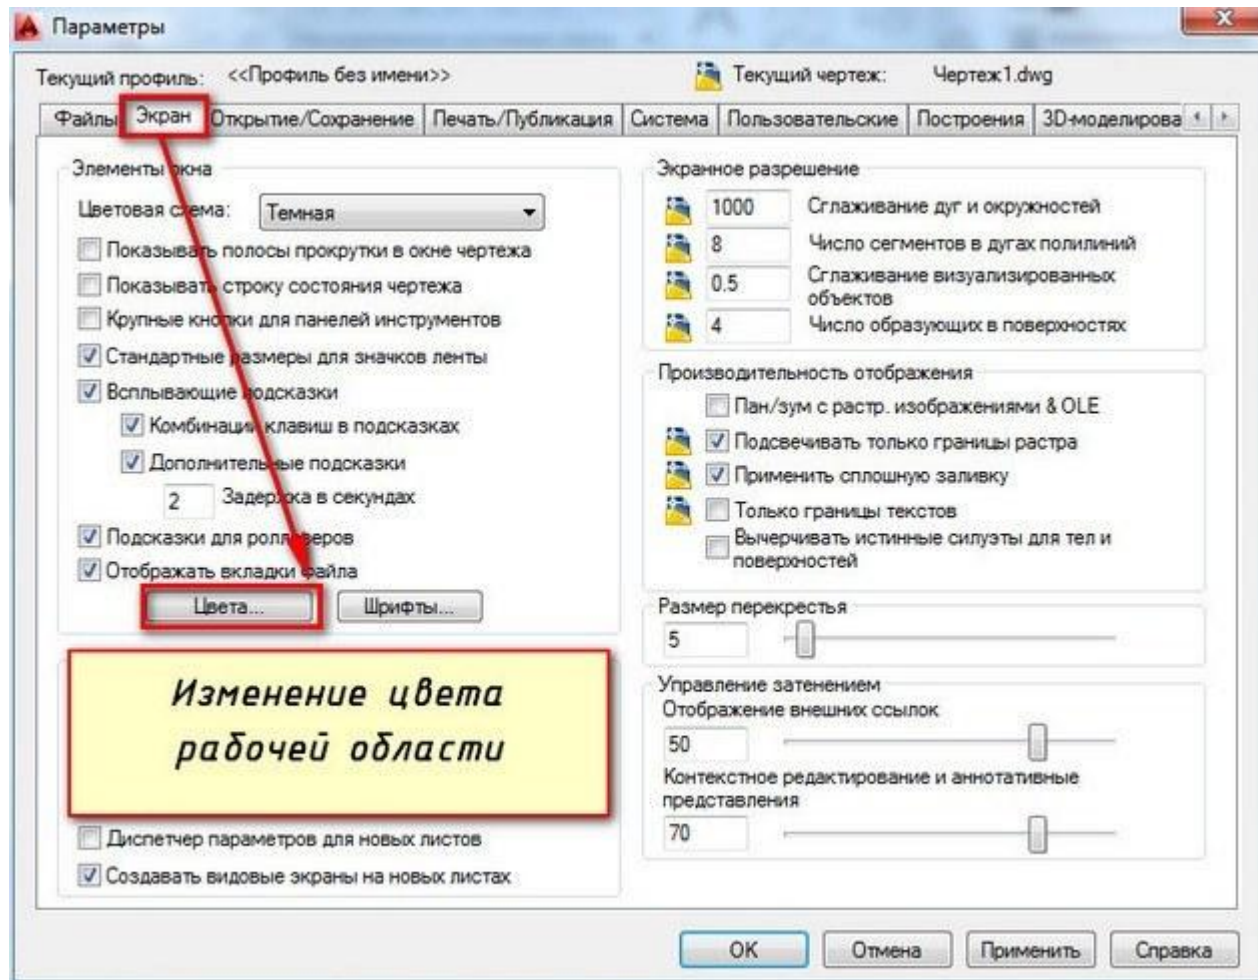 Параметры
Текущий профиль: <<Профиль без имени>> Текущий чертеж: Чертеж1.dwg
Файлы Экран Открытие/Сохранение Печать/Публикация Система Пользовательские Построения 3D-моделирова
Элементы окна
Цветовая схема: Темная
Показывать полосы прокрутки в окне чертежа
Показывать строку состояния чертежа
Крупные кнопки для панелей инструментов
Стандартные размеры для значков ленты
Всплывающие подсказки
Комбинации клавиш в подсказках
Дополнительные подсказки
2 Задержка в секундах
Подсказки для ролловеров
Отображать вкладки файла
Цвета... Шрифты...
Изменение цвета
рабочей области
Диспетчер параметров для новых листов
Создавать видовые экраны на новых листах
Экранное разрешение
1000 Сглаживание дуг и окружностей
8 Число сегментов в дугах полилиний
0.5 Сглаживание визуализированных
объектов
4 Число образующих в поверхностях
Производительность отображения
Пан/зум с растр. изображениями & OLE
Подсвечивать только границы растра
Применить сплошную заливку
Только границы текстов
Вычерчивать истинные силуэты для тел и
поверхностей
Размер перекрестья
5
Управление затенением
Отображение внешних ссылок
50
Контекстное редактирование и аннотативные
представления
70
OK Отмена Применить Справка